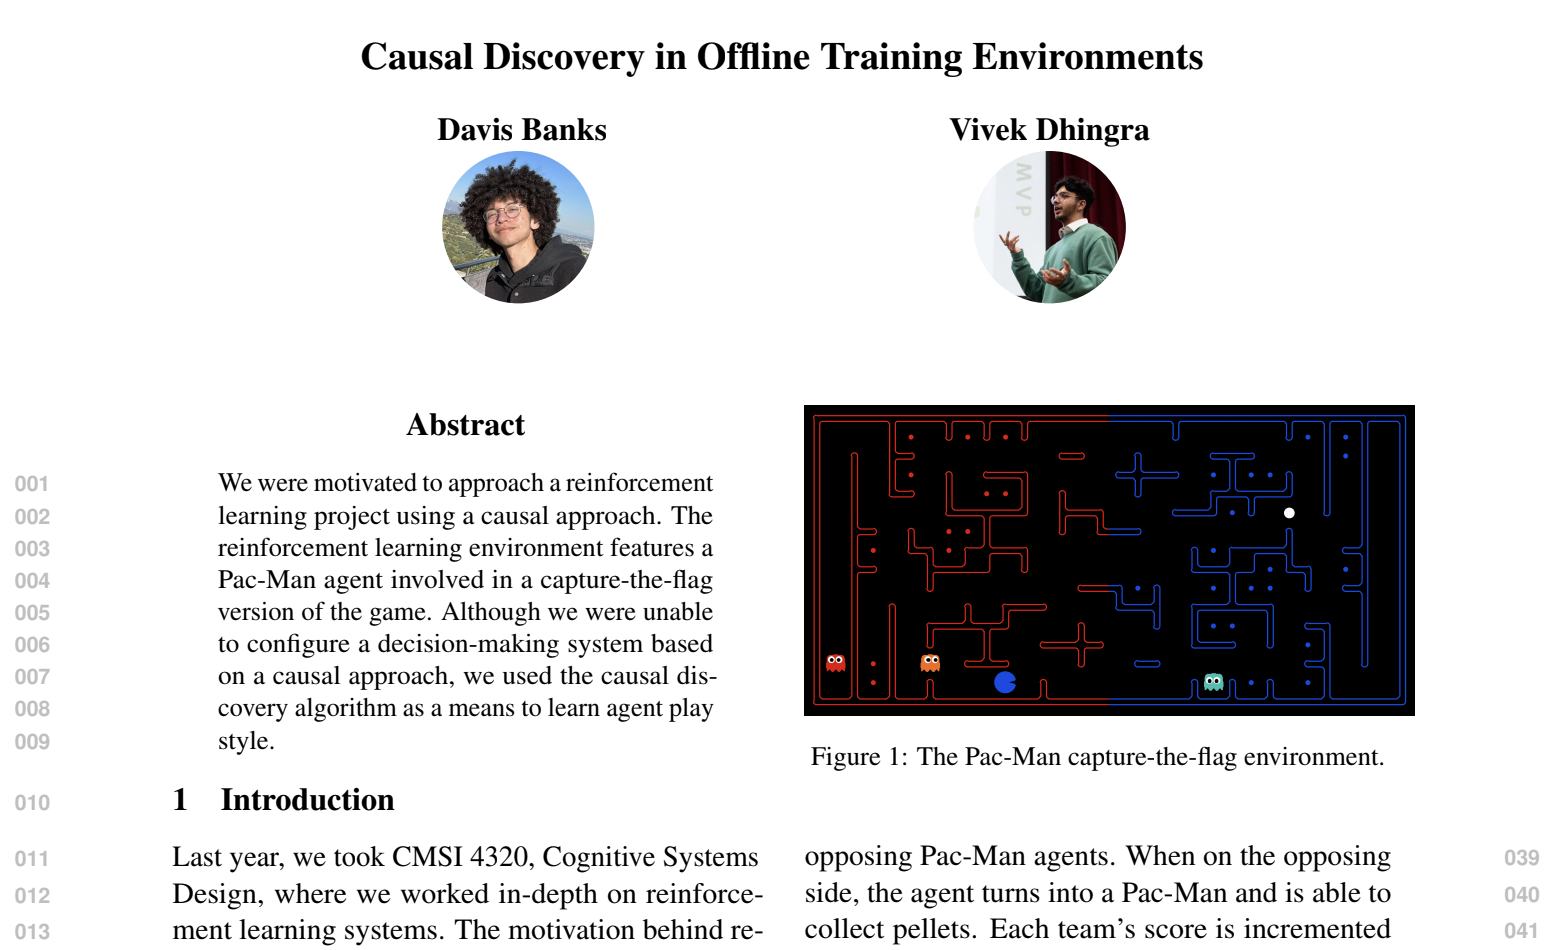 Causal Discovery in Offline Training Environments
Davis Banks
Vivek Dhingra
MVP
Abstract
001 We were motivated to approach a reinforcement
002 learning project using a causal approach. The
003 reinforcement learning environment features a
004 Pac-Man agent involved in a capture-the-flag
005 version of the game. Although we were unable
006 to configure a decision-making system based
007 on a causal approach, we used the causal dis-
008 covery algorithm as a means to learn agent play
009 style.
010 1 Introduction
011 Last year, we took CMSI 4320, Cognitive Systems
012 Design, where we worked in-depth on reinforce-
013 ment learning systems. The motivation behind re-
Figure 1: The Pac-Man capture-the-flag environment.
opposing Pac-Man agents. When on the opposing 039
side, the agent turns into a Pac-Man and is able to 040
collect pellets. Each team's score is incremented 041